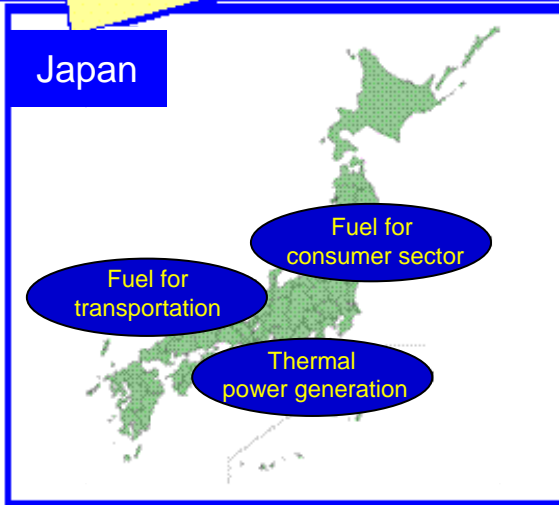 Japan
Fuel for
consumer sector
Fuel for
transportation
Thermal
power generation